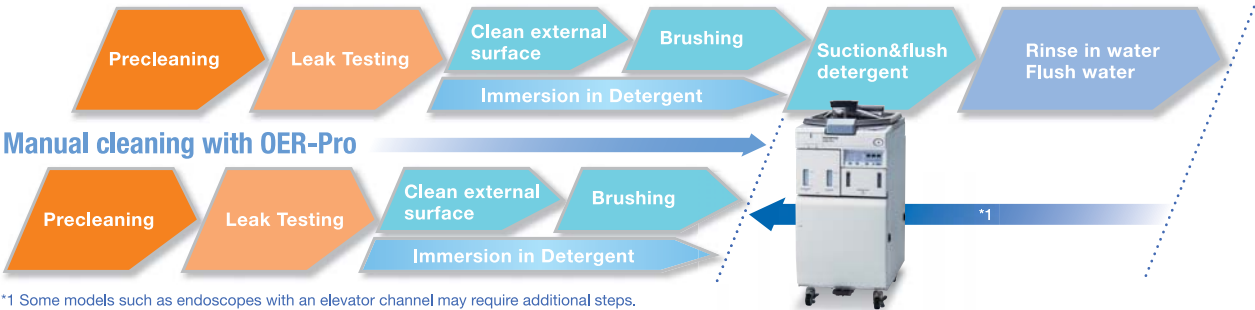 Precleaning
Leak Testing
Clean external
surface
Brushing
Immersion in Detergent
Suction&flush
detergent
Rinse in water
Flush water
Manual cleaning with OER-Pro
Precleaning
Leak Testing
Clean external
surface
Brushing
Immersion in Detergent
*1
*1 Some models such as endoscopes with an elevator channel may require additional steps.